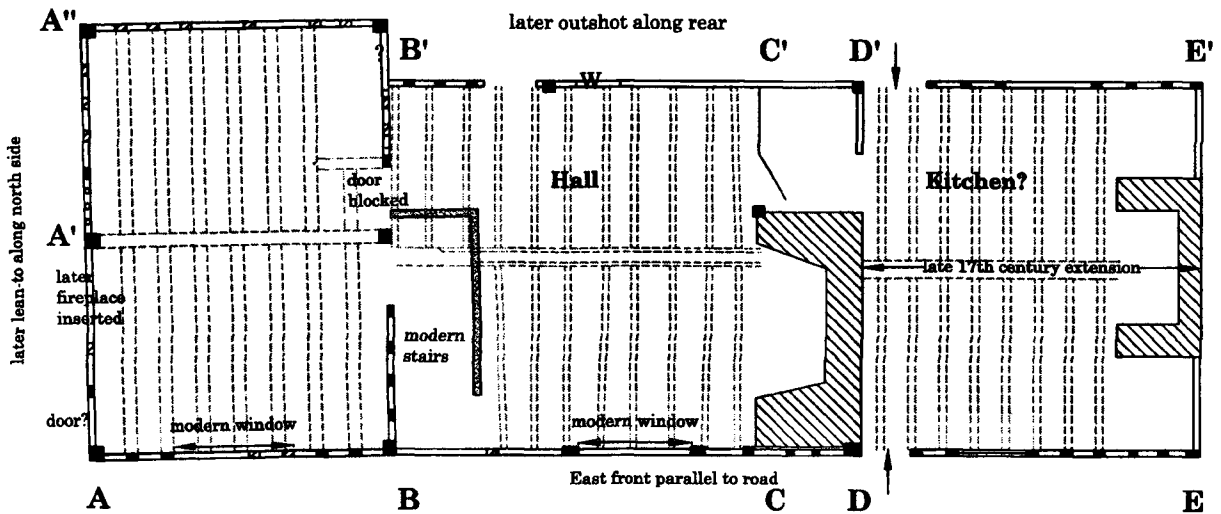 later outshot along rear
A" B' C' D' E'
W
later lean-to along north side
Hall
Kitchen?
door
blocked
A'
later
fireplace
inserted
late 17th century extension
modern
stairs
door?
modern window
modern window
East front parallel to road
A B C D E